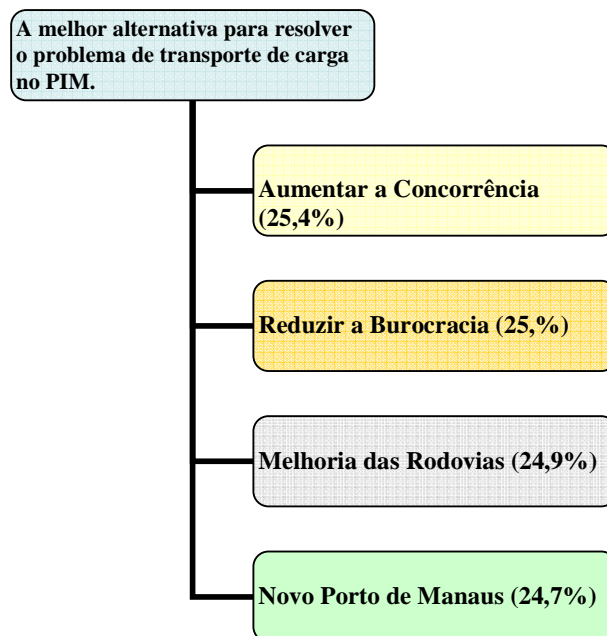 A melhor alternativa para resolver
o problema de transporte de carga
no PIM.
Aumentar a Concorrência
(25,4%)
Reduzir a Burocracia (25,%)
Melhoria das Rodovias (24,9%)
Novo Porto de Manaus (24,7%)